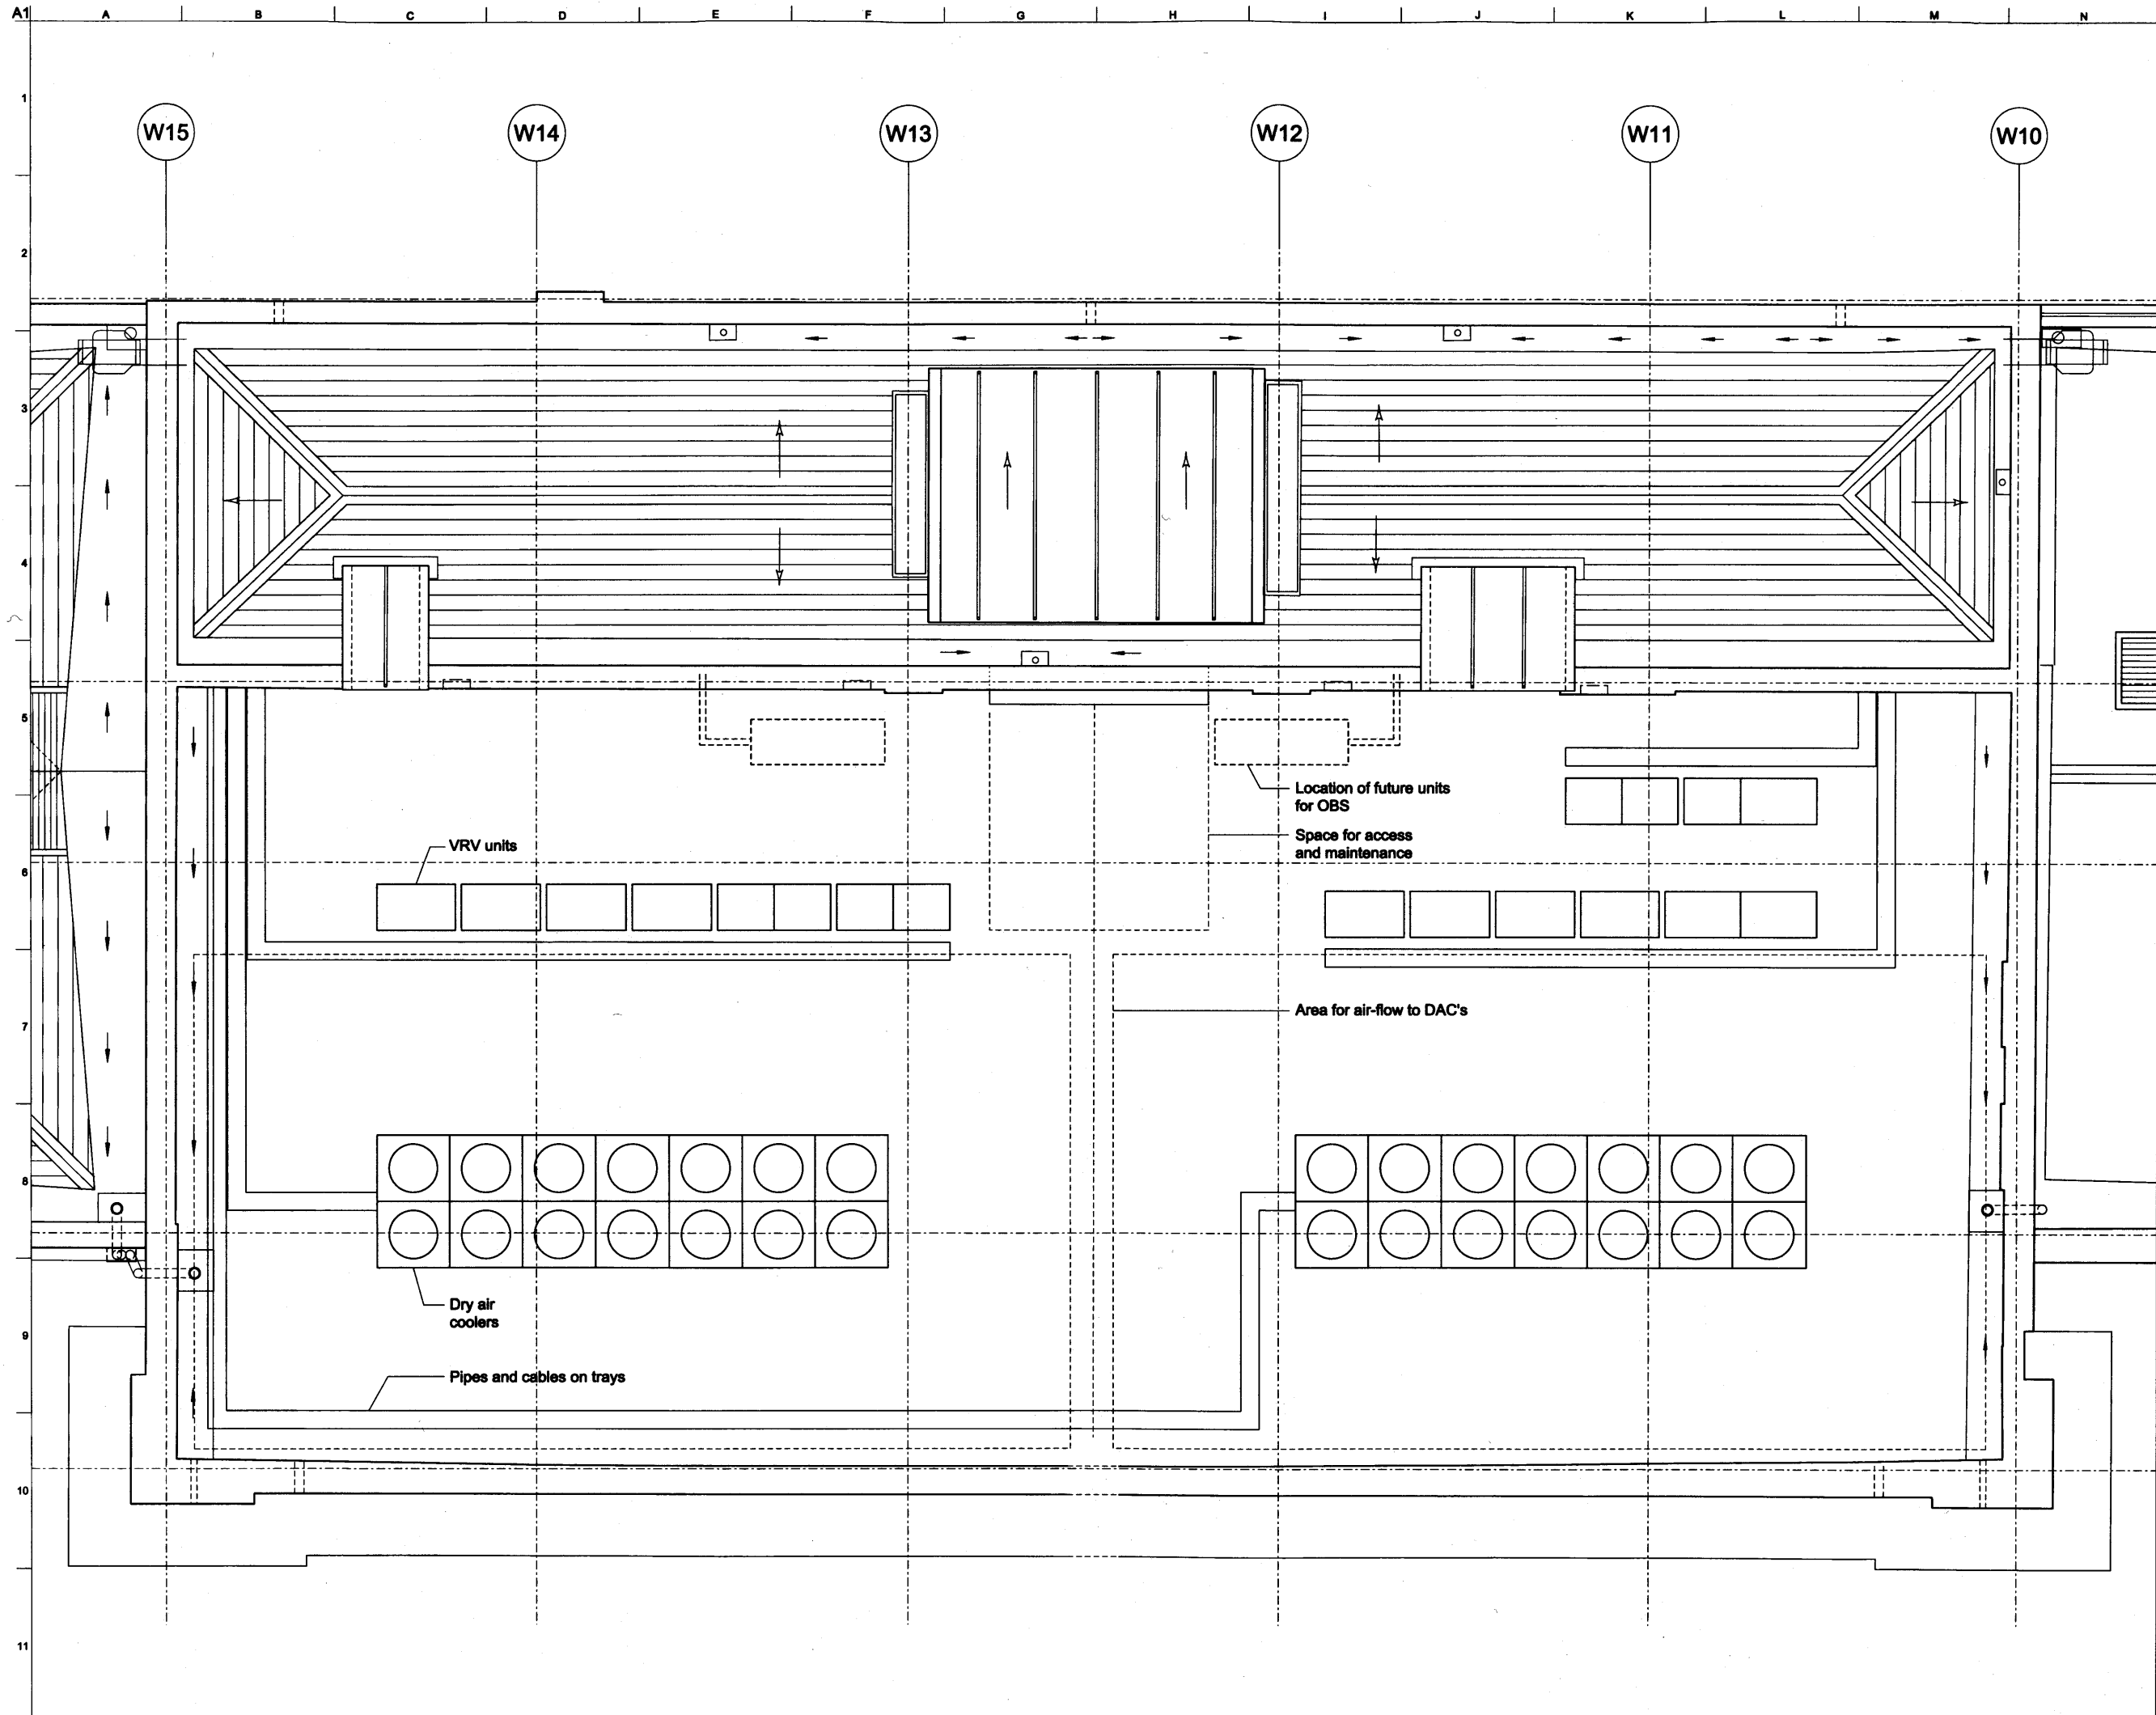 A1 A B C D E F G H I J K L M N
1
W15 W14 W13 W12 W11 W10
2
3
4
5
Location of future units
for OBS
Space for access
and maintenance
VRV units
6
Area for air-flow to DAC's
7
8
Dry air
coolers
9
Pipes and cables on trays
10
11